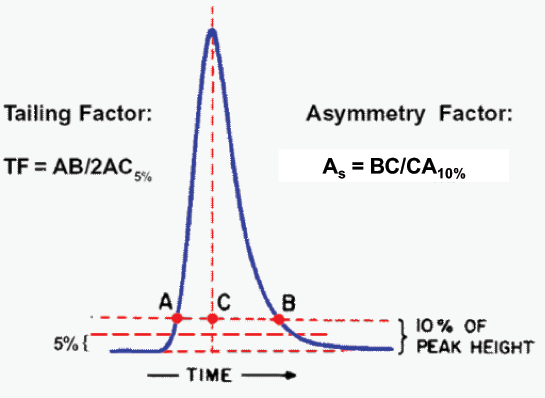 Tailing Factor:
TF = AB/2AC5%
Asymmetry Factor:
As = BC/CA10%
A C B
5%{
10% OF
PEAK HEIGHT
TIME